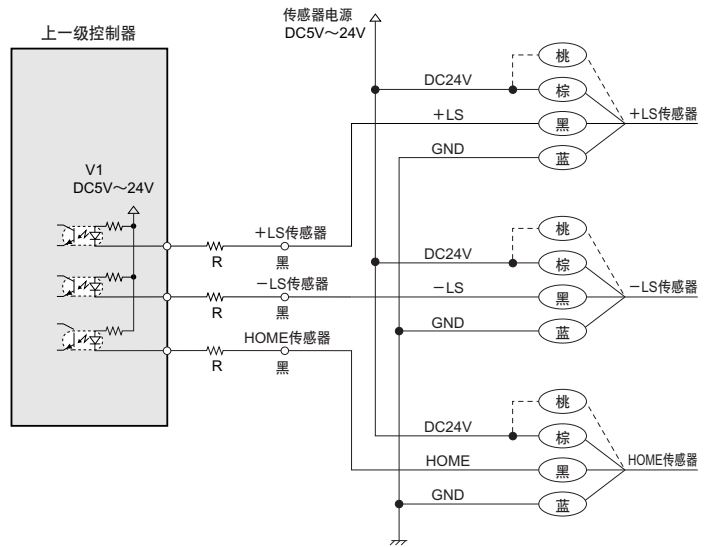 传感器电源
DC5V～24V
上一级控制器
桃
DC24V
棕
＋LS
黑
＋LS传感器
GND
蓝
V1
DC5V～24V
＋LS传感器
R
黑
桃
DC24V
棕
－LS传感器
－LS
黑
－LS传感器
R
黑
GND
蓝
HOME传感器
R
黑
桃
DC24V
棕
HOME
黑
HOME传感器
GND
蓝